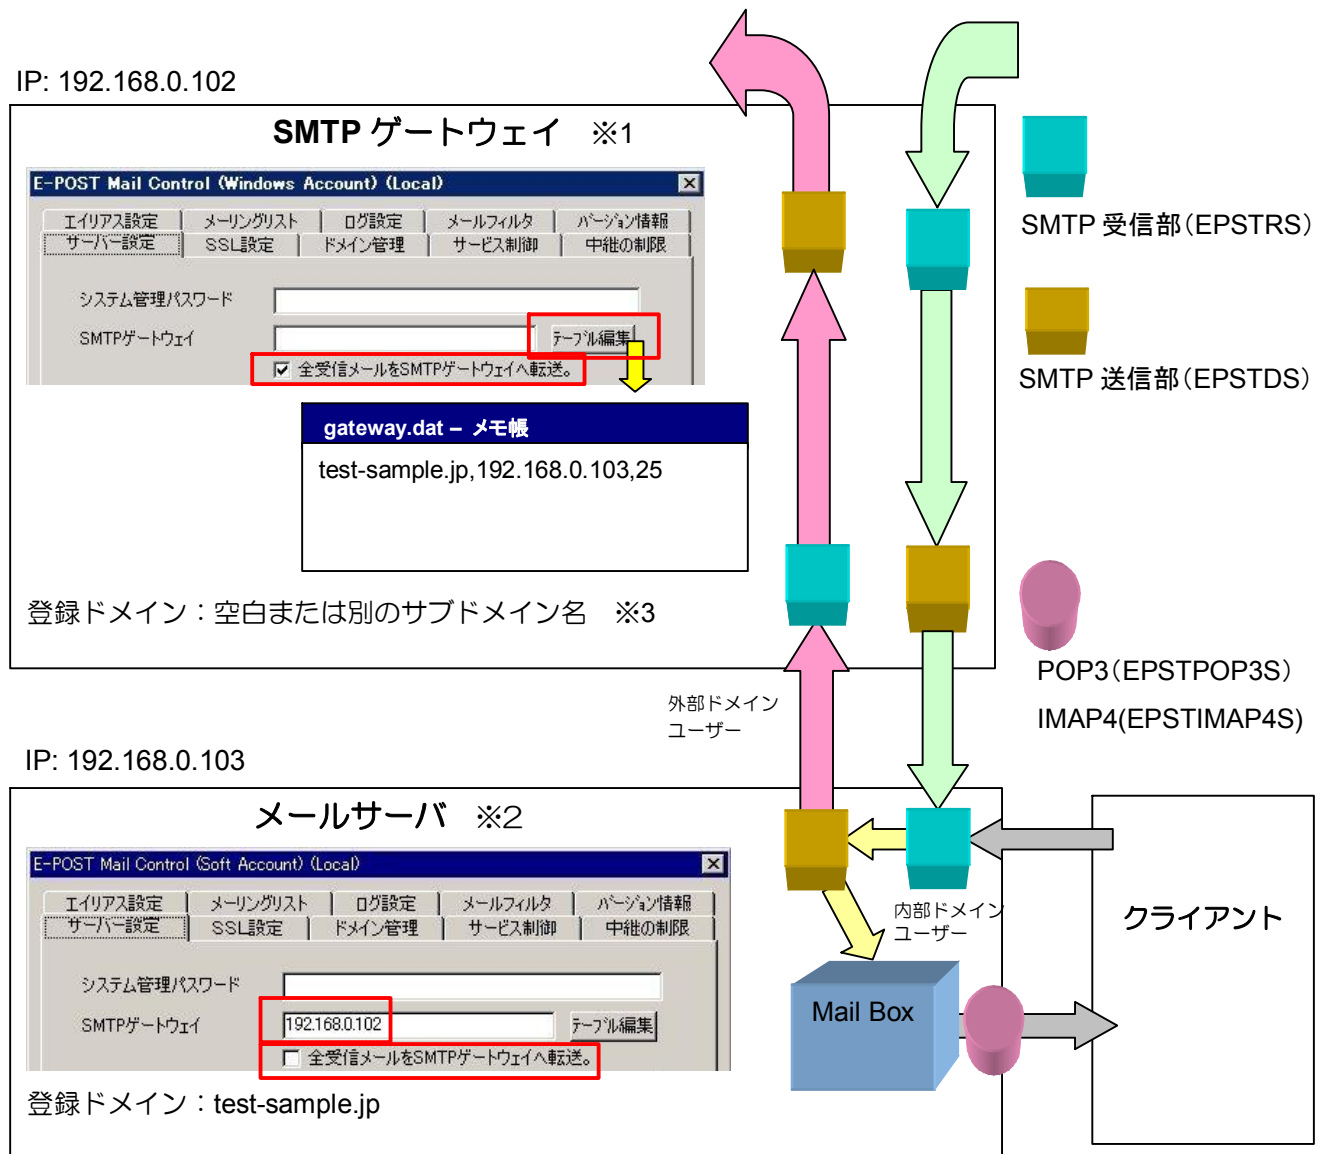 IP: 192.168.0.102
SMTP ゲートウェイ ※1
E-POST Mail Control (Windows Account) (Local)
エイリアス設定 メーリングリスト ログ設定 メールフィルタ バージョン情報
サーバー設定 SSL設定 ドメイン管理 サービス制御 中継の制限
システム管理パスワード
SMTPゲートウェイ テーブル編集
全受信メールをSMTPゲートウェイへ転送。
gateway.dat – メモ帳
test-sample.jp,192.168.0.103,25
登録ドメイン：空白または別のサブドメイン名 ※3
SMTP 受信部（EPSTRS）
SMTP 送信部（EPSTDS）
POP3（EPSTPOP3S）
IMAP4(EPSTIMAP4S)
外部ドメイン
ユーザー
IP: 192.168.0.103
メールサーバ ※2
E-POST Mail Control (Soft Account) (Local)
エイリアス設定 メーリングリスト ログ設定 メールフィルタ バージョン情報
サーバー設定 SSL設定 ドメイン管理 サービス制御 中継の制限
システム管理パスワード
SMTPゲートウェイ 192.168.0.102 テーブル編集
全受信メールをSMTPゲートウェイへ転送。
登録ドメイン：test-sample.jp
内部ドメイン
ユーザー
Mail Box
クライアント